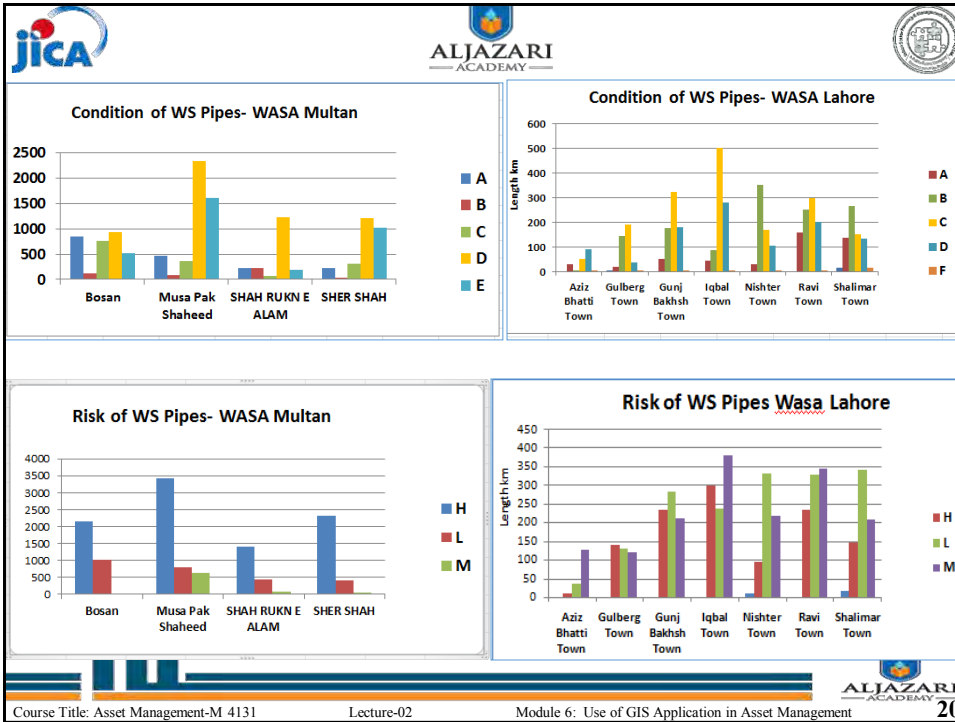 jICA
ALJAZARI
ACADEMY
Condition of WS Pipes- WASA Multan
2500
2000
1500
1000
500
0
Bosan
Musa Pak
Shaheed
SHAH RUKN E
ALAM
SHER SHAH
A
B
C
D
E
Condition of WS Pipes- WASA Lahore
Length km
600
500
400
300
200
100
0
Aziz
Bhatti
Town
Gulberg
Town
Gunj
Bakhsh
Town
Iqbal
Town
Nishter
Town
Ravi
Town
Shalimar
Town
A
B
C
D
F
Risk of WS Pipes- WASA Multan
4000
3500
3000
2500
2000
1500
1000
500
0
Bosan
Musa Pak
Shaheed
SHAH RUKN E
ALAM
SHER SHAH
H
L
M
Risk of WS Pipes Wasa Lahore
Length km
450
400
350
300
250
200
150
100
50
0
Aziz
Bhatti
Town
Gulberg
Town
Gunj
Bakhsh
Town
Iqbal
Town
Nishter
Town
Ravi
Town
Shalimar
Town
H
L
M
ALJAZARI
Course Title: Asset Management-M 4131 Lecture-02 Module 6: Use of GIS Application in Asset Management 20